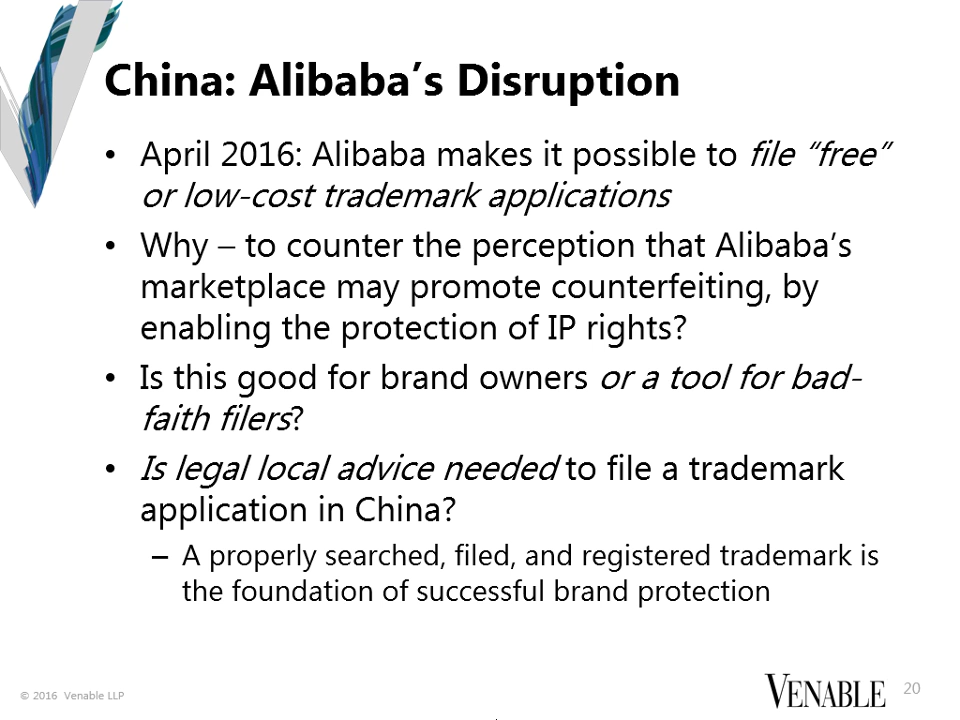 China: Alibaba’s Disruption
• April 2016: Alibaba makes it possible to file “free”
or low-cost trademark applications
• Why – to counter the perception that Alibaba’s
marketplace may promote counterfeiting, by
enabling the protection of IP rights?
• Is this good for brand owners or a tool for bad-
faith filers?
• Is legal local advice needed to file a trademark
application in China?
– A properly searched, filed, and registered trademark is
the foundation of successful brand protection
© 2016 Venable LLP
VENABLE
20